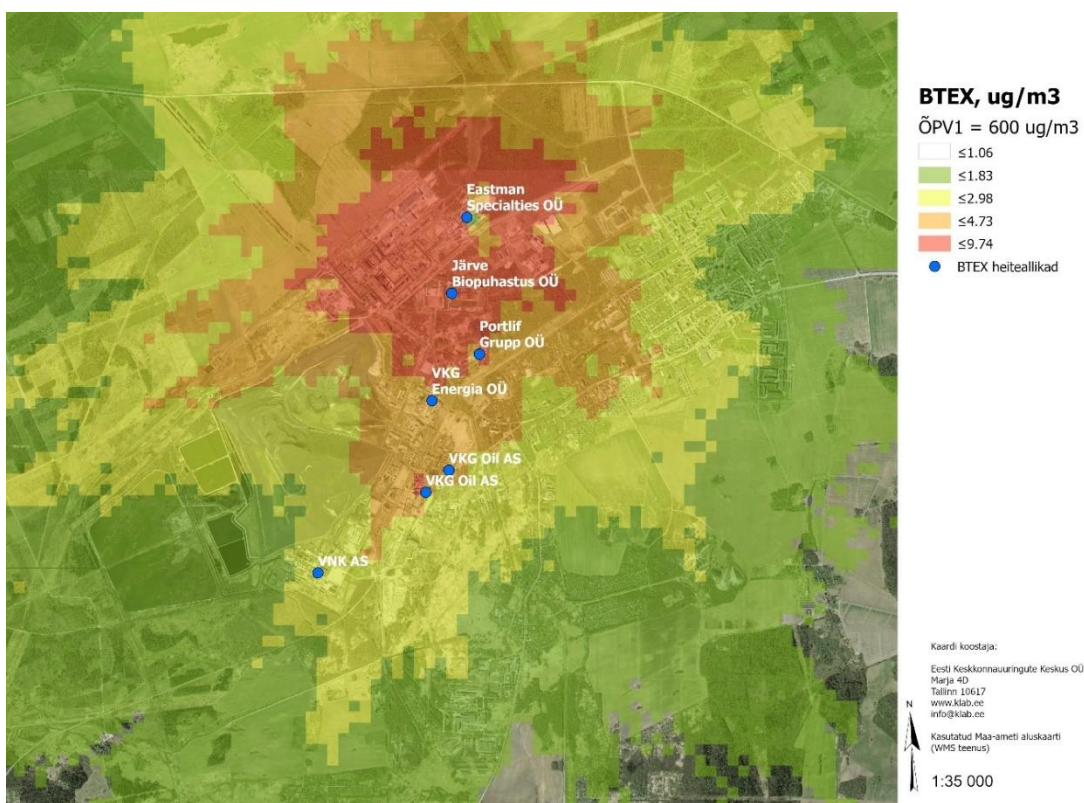 Eastman
Specialties OÜ
Järve
Biopuhastus OÜ
Portlif
Grupp OÜ
VKG
Energia OÜ
VKG Oil AS
VKG Oil AS
VNK AS
BTEX, ug/m3
ÕPV1 = 600 ug/m3
≤1.06
≤1.83
≤2.98
≤4.73
≤9.74
BTEX heiteallikad
Kaardi koostaja:
Eesti Keskkonnauuringute Keskus OÜ
Marja 4D
Tallinn 10617
www.klab.ee
info@klab.ee
Kasutatud Maa-ameti aluskaarti
(WMS teenus)
N
1:35 000